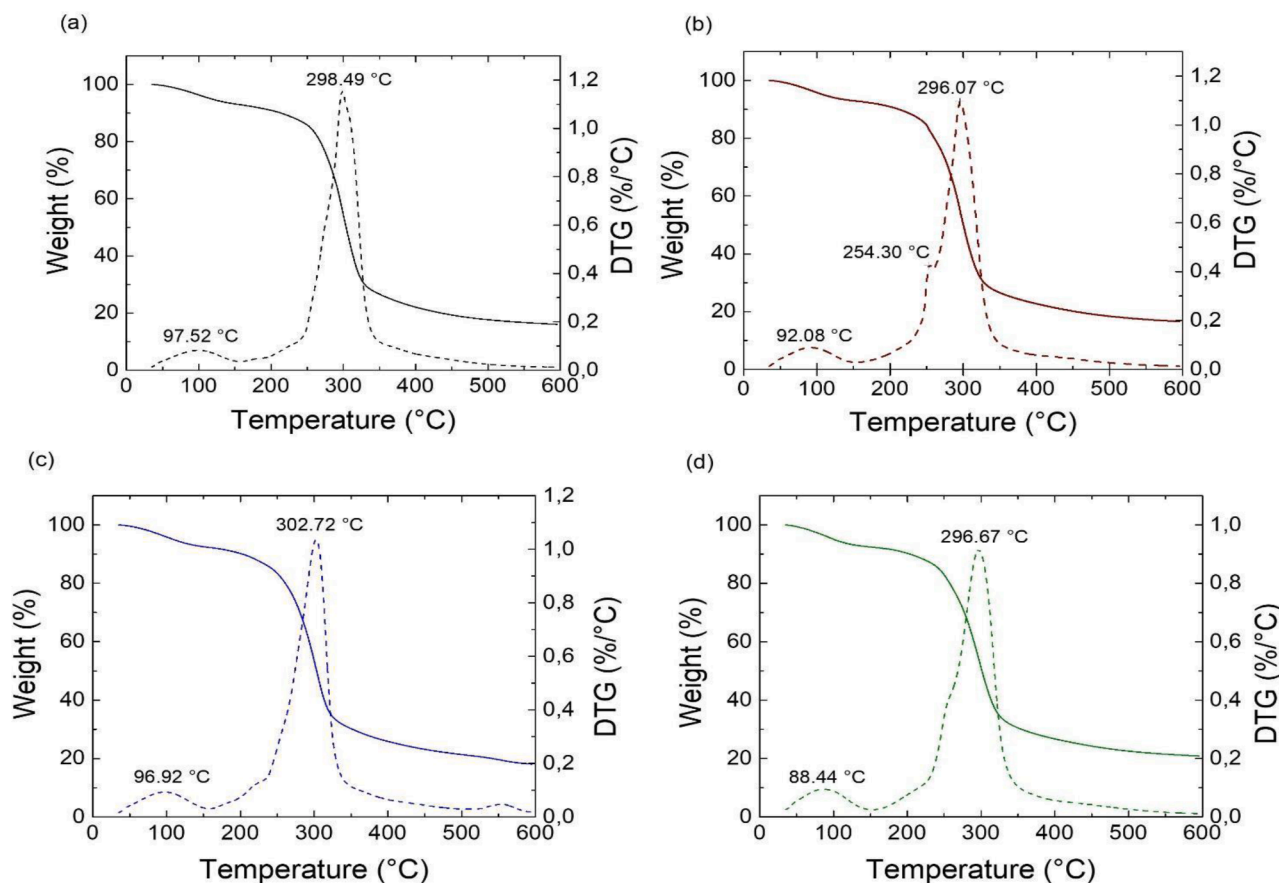 (a)
298.49 °C
97.52 °C
100
80
60
40
20
0
Weight (%)
1,2
1,0
0,8
0,6
0,4
0,2
0,0
DTG (%/°C)
0 100 200 300 400 500 600
Temperature (°C)
(b)
296.07 °C
254.30 °C
92.08 °C
100
80
60
40
20
0
Weight (%)
1,2
1,0
0,8
0,6
0,4
0,2
0,0
DTG (%/°C)
0 100 200 300 400 500 600
Temperature (°C)
(c)
302.72 °C
96.92 °C
100
80
60
40
20
0
Weight (%)
1,2
1,0
0,8
0,6
0,4
0,2
0,0
DTG (%/°C)
0 100 200 300 400 500 600
Temperature (°C)
(d)
296.67 °C
88.44 °C
100
80
60
40
20
0
Weight (%)
1,0
0,8
0,6
0,4
0,2
0,0
DTG (%/°C)
0 100 200 300 400 500 600
Temperature (°C)